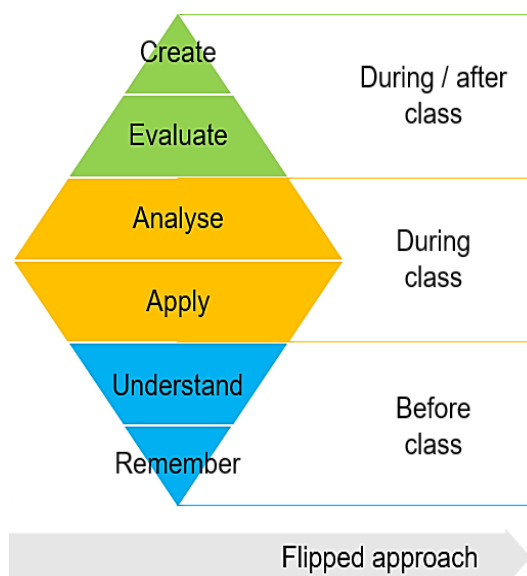 Create
Evaluate
During / after
class
Analyse
Apply
During
class
Understand
Remember
Before
class
Flipped approach